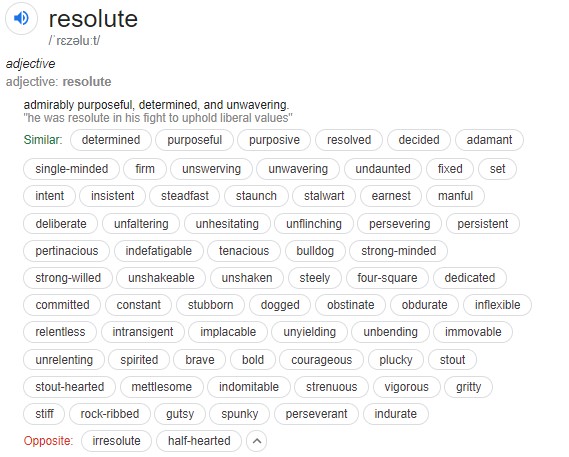 resolute
/ˈrɛzəluːt/
adjective
adjective: resolute
admirably purposeful, determined, and unwavering.
"he was resolute in his fight to uphold liberal values"
Similar: determined purposeful purposive resolved decided adamant
single-minded firm unswerving unwavering undaunted fixed set
intent insistent steadfast staunch stalwart earnest manful
deliberate unfaltering unhesitating unflinching persevering persistent
pertinacious indefatigable tenacious bulldog strong-minded
strong-willed unshakeable unshaken steely four-square dedicated
committed constant stubborn dogged obstinate obdurate inflexible
relentless intransigent implacable unyielding unbending immovable
unrelenting spirited brave bold courageous plucky stout
stout-hearted mettlesome indomitable strenuous vigorous gritty
stiff rock-ribbed gutsy spunky perseverant indurate
Opposite: irresolute half-hearted